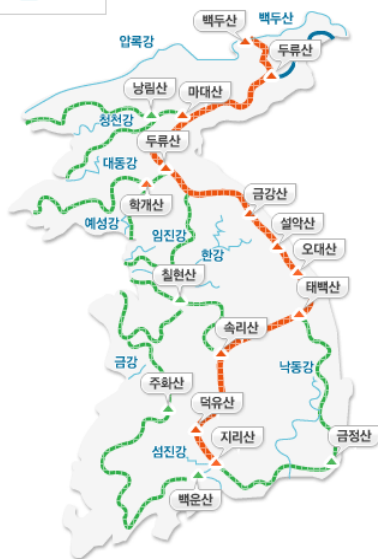 백두산
백두산
압록강
두류산
낭림산
마대산
청천강
두류산
대동강
학개산
금강산
예성강
임진강
설악산
한강
오대산
칠현산
태백산
속리산
금강
낙동강
주화산
덕유산
지리산
금정산
섬진강
백운산